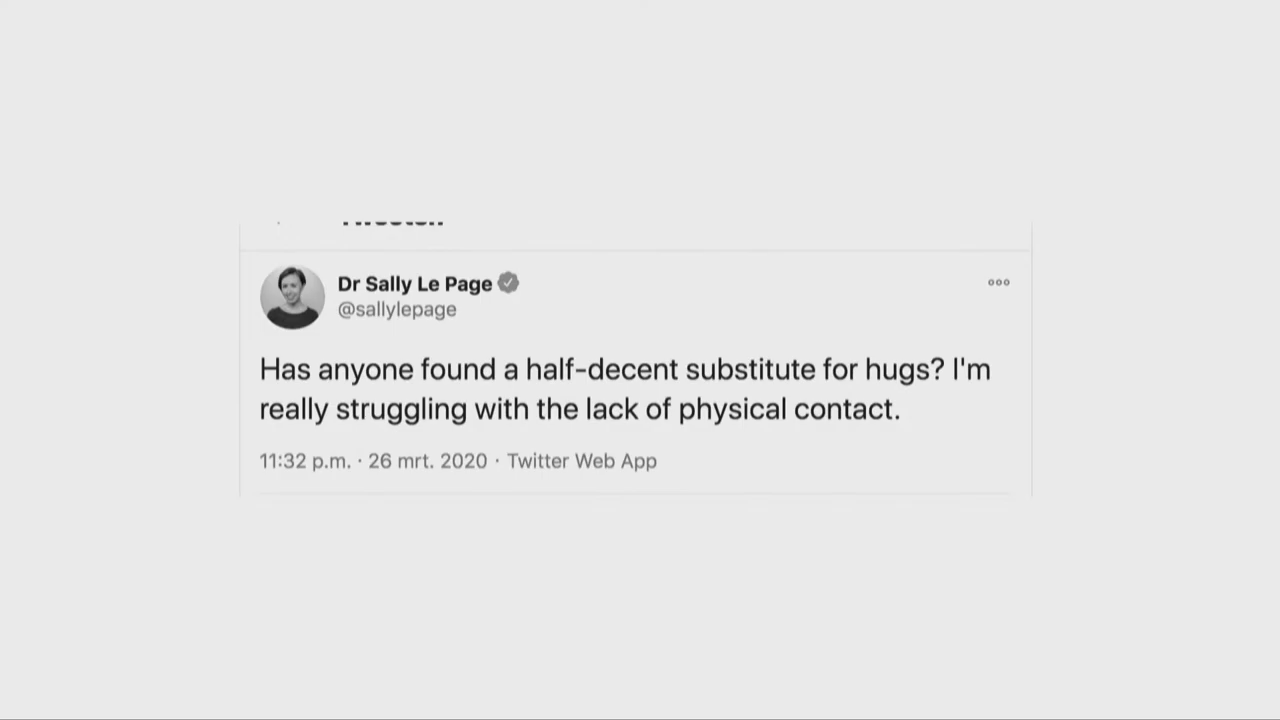 Dr Sally Le Page
@sallylepage
Has anyone found a half-decent substitute for hugs? I'm
really struggling with the lack of physical contact.
11:32 p.m. · 26 mrt. 2020 · Twitter Web App